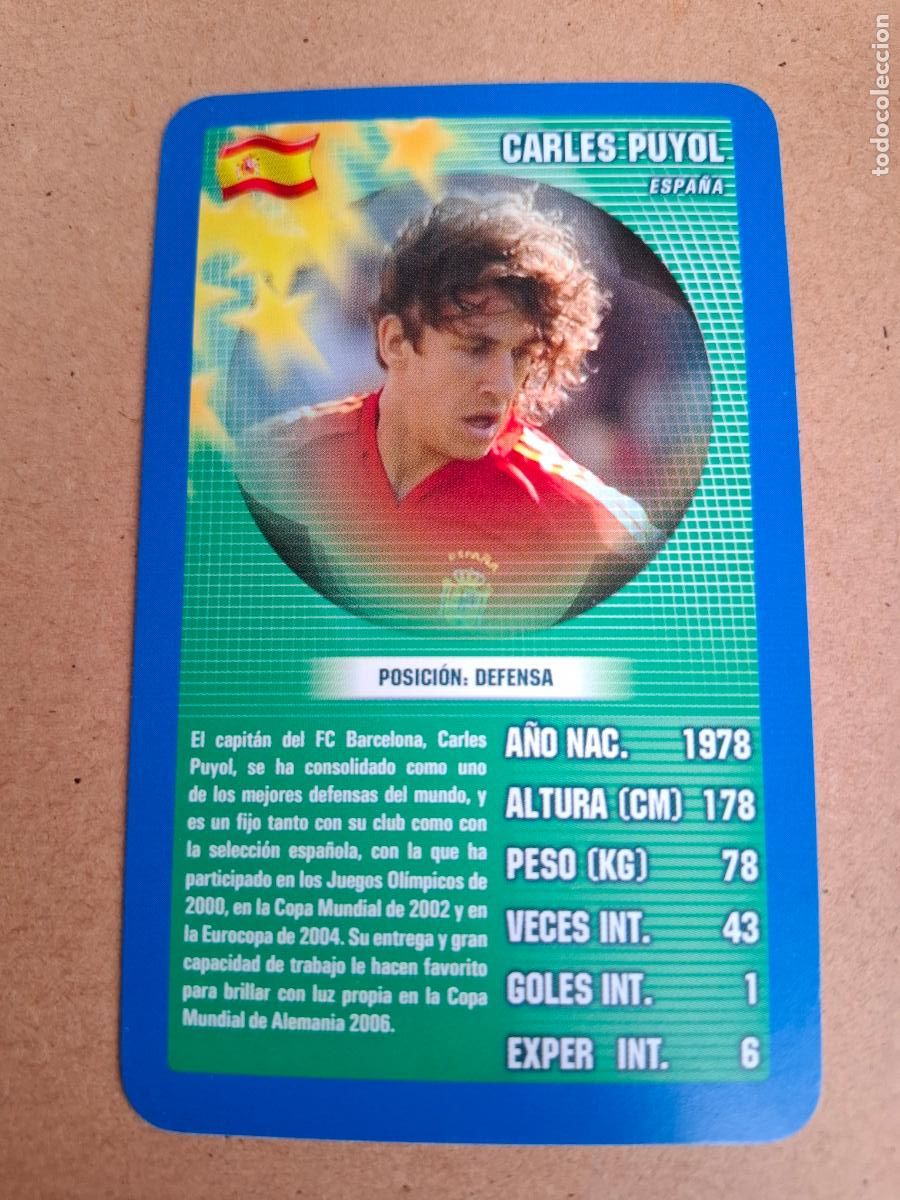 CARLES PUYOL
ESPAÑA
ESPAÑA
POSICIÓN: DEFENSA
El capitán del FC Barcelona, Carles
Puyol, se ha consolidado como uno
de los mejores defensas del mundo, y
es un fijo tanto con su club como con
la selección española, con la que ha
participado en los Juegos Olímpicos de
2000, en la Copa Mundial de 2002 y en
la Eurocopa de 2004. Su entrega y gran
capacidad de trabajo le hacen favorito
para brillar con luz propia en la Copa
Mundial de Alemania 2006.
AÑO NAC. 1978
ALTURA (CM) 178
PESO (KG) 78
VECES INT. 43
GOLES INT. 1
EXPER INT. 6
todocoleccion